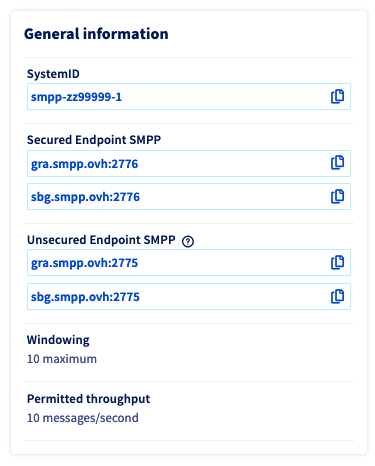 General information
SystemID
smpp-zz99999-1
Secured Endpoint SMPP
gra.smpp.ovh:2776
sbg.smpp.ovh:2776
Unsecured Endpoint SMPP ?
gra.smpp.ovh:2775
sbg.smpp.ovh:2775
Windowing
10 maximum
Permitted throughput
10 messages/second